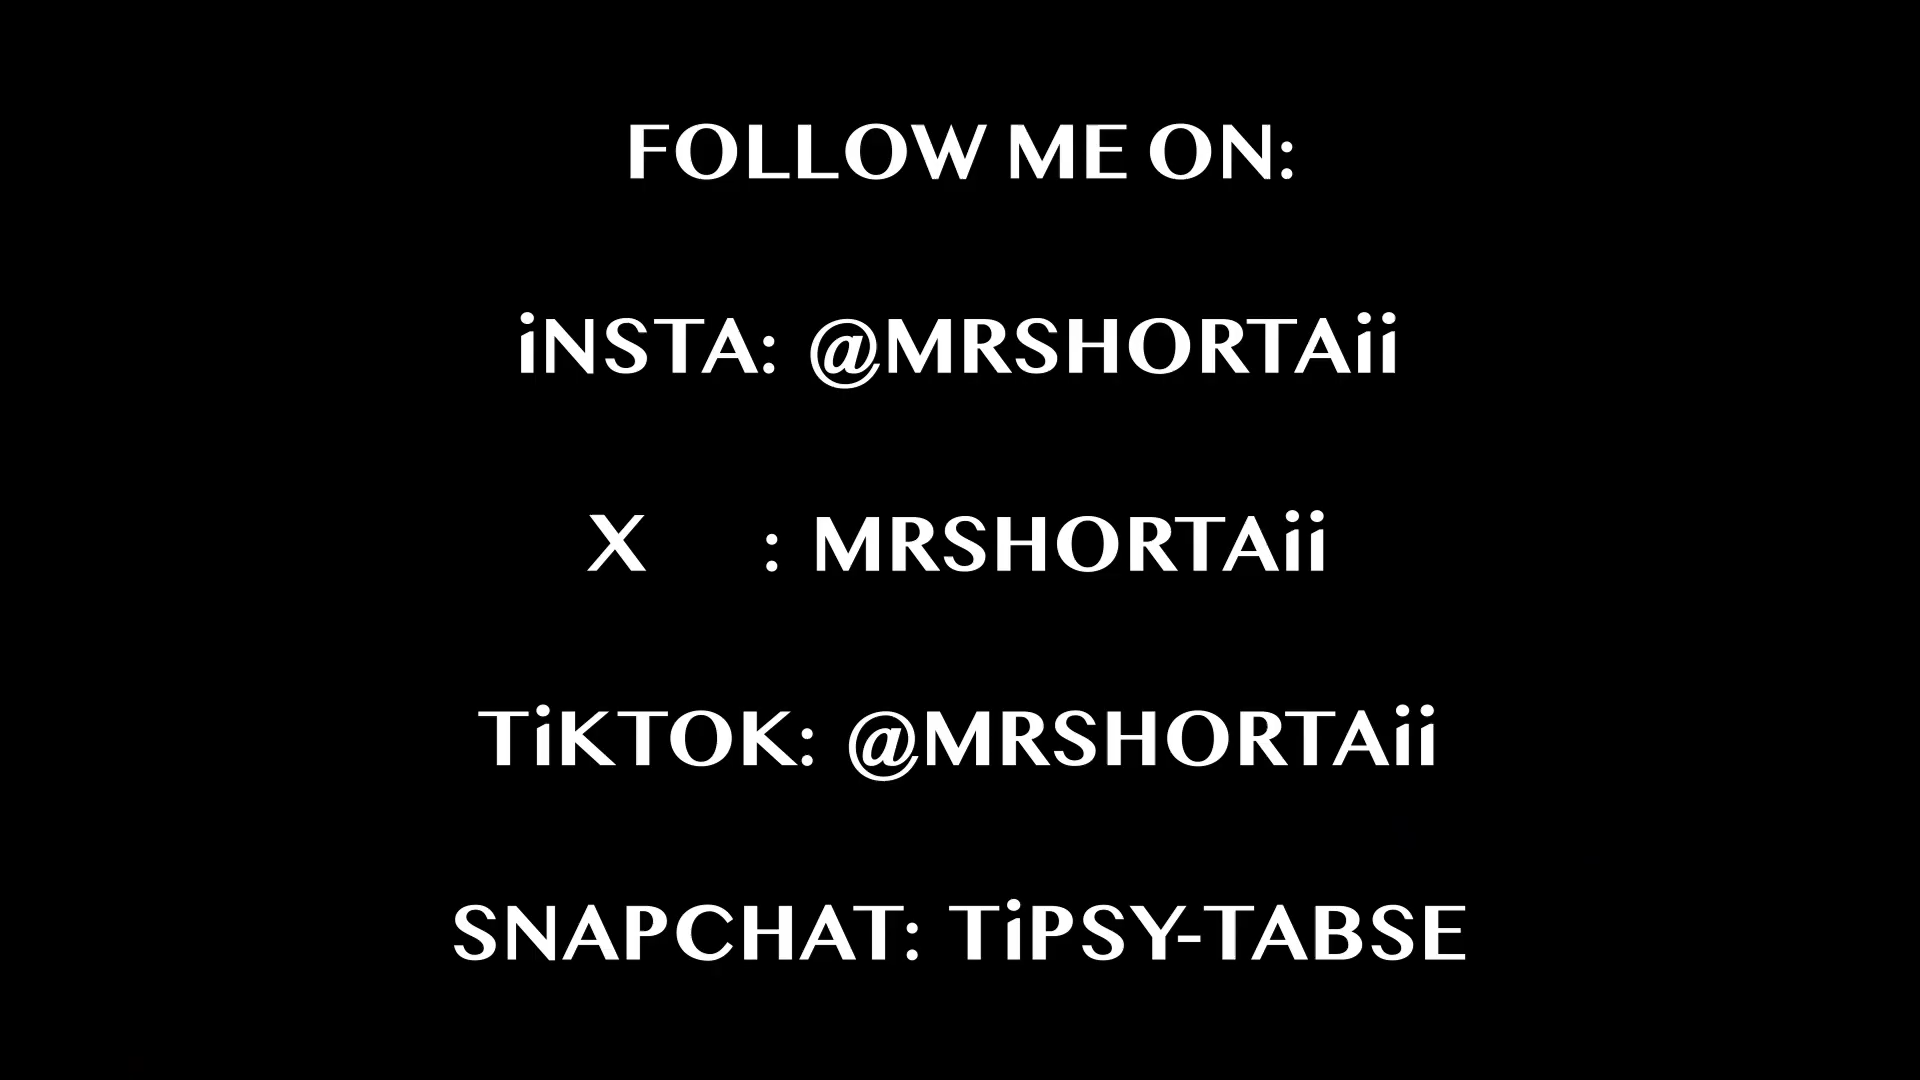 FOLLOW ME ON:
iNSTA: @MRSHORTAii
X : MRSHORTAii
TiKTOK: @MRSHORTAii
SNAPCHAT: TiPSY-TABSE